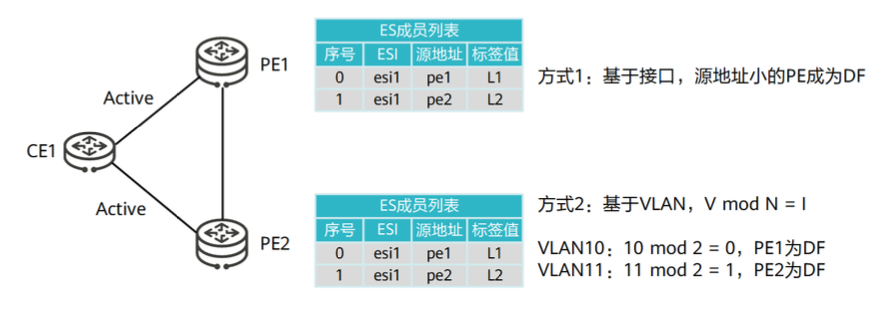 PE1
Active
CE1
Active
PE2
ES成员列表
序号 ESI 源地址 标签值
0 esi1 pe1 L1
1 esi1 pe2 L2
方式1：基于接口，源地址小的PE成为DF
ES成员列表
序号 ESI 源地址 标签值
0 esi1 pe1 L1
1 esi1 pe2 L2
方式2：基于VLAN，V mod N = I
VLAN10：10 mod 2 = 0，PE1为DF
VLAN11：11 mod 2 = 1，PE2为DF